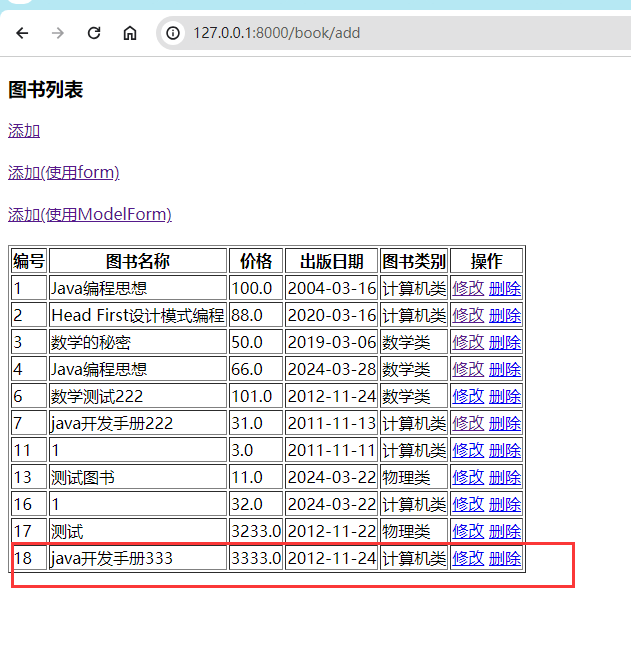 127.0.0.1:8000/book/add
图书列表
添加
添加(使用form)
添加(使用ModelForm)
编号 图书名称 价格 出版日期 图书类别 操作
1 Java编程思想 100.0 2004-03-16 计算机类 修改 删除
2 Head First设计模式编程 88.0 2020-03-16 计算机类 修改 删除
3 数学的秘密 50.0 2019-03-06 数学类 修改 删除
4 Java编程思想 66.0 2024-03-28 数学类 修改 删除
6 数学测试222 101.0 2012-11-24 数学类 修改 删除
7 java开发手册222 31.0 2011-11-13 计算机类 修改 删除
11 1 3.0 2011-11-11 计算机类 修改 删除
13 测试图书 11.0 2024-03-22 物理类 修改 删除
16 1 32.0 2024-03-22 计算机类 修改 删除
17 测试 3233.0 2012-11-22 物理类 修改 删除
18 java开发手册333 3333.0 2012-11-24 计算机类 修改 删除